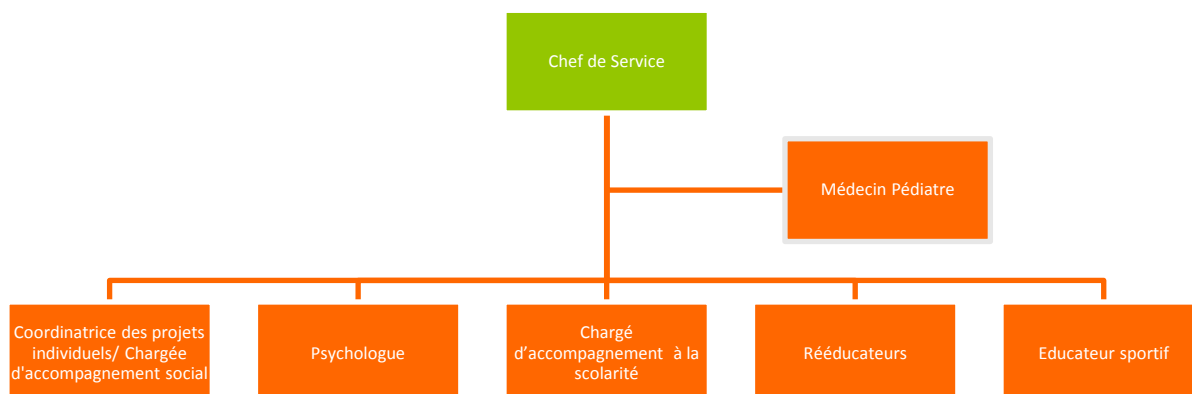 Chef de Service
Médecin Pédiatre
Coordinatrice des projets
individuels/ Chargée
d'accompagnement social
Psychologue
Chargé
d’accompagnement à la
scolarité
Rééducateurs
Educateur sportif